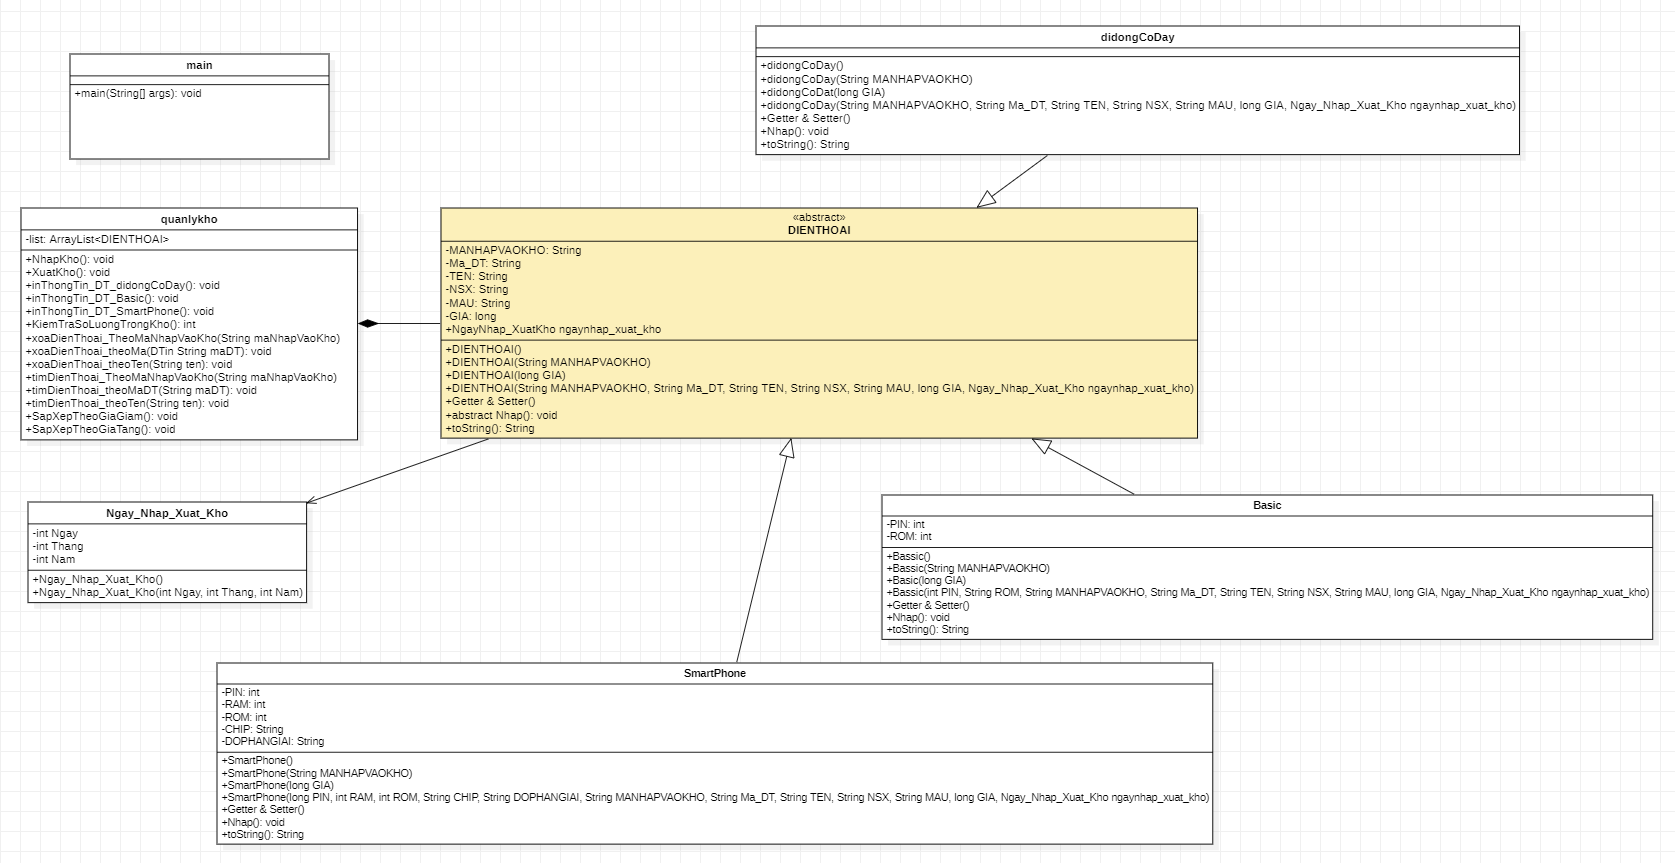 main
+main(String[] args): void
didongCoDay
+didongCoDay()
+didongCoDay(String MANHAPVAOKHO)
+didongCoDat(long GIA)
+didongCoDay(String MANHAPVAOKHO, String Ma_DT, String TEN, String NSX, String MAU, long GIA, Ngay_Nhap_Xuat_Kho ngaynhap_xuat_kho)
+Getter & Setter()
+Nhap(): void
+toString(): String
quanlykho
-list: ArrayList<DIENTHOAI>
+NhapKho(): void
+XuatKho(): void
+inThongTin_DT_didongCoDay(): void
+inThongTin_DT_Basic(): void
+inThongTin_DT_SmartPhone(): void
+KiemTraSoLuongTrongKho(): int
+xoaDienThoai_TheoMaNhapVaoKho(String maNhapVaoKho)
+xoaDienThoai_theoMa(DTin String maDT): void
+xoaDienThoai_theoTen(String ten): void
+timDienThoai_TheoMaNhapVaoKho(String maNhapVaoKho)
+timDienThoai_theoMaDT(String maDT): void
+timDienThoai_theoTen(String ten): void
+SapXepTheoGiaGiam(): void
+SapXepTheoGiaTang(): void
«abstract»
DIENTHOAI
-MANHAPVAOKHO: String
-Ma_DT: String
-TEN: String
-NSX: String
-MAU: String
-GIA: long
+NgayNhap_XuatKho ngaynhap_xuat_kho
+DIENTHOAI()
+DIENTHOAI(String MANHAPVAOKHO)
+DIENTHOAI(long GIA)
+DIENTHOAI(String MANHAPVAOKHO, String Ma_DT, String TEN, String NSX, String MAU, long GIA, Ngay_Nhap_Xuat_Kho ngaynhap_xuat_kho)
+Getter & Setter()
+abstract Nhap(): void
+toString(): String
Ngay_Nhap_Xuat_Kho
-int Ngay
-int Thang
-int Nam
+Ngay_Nhap_Xuat_Kho()
+Ngay_Nhap_Xuat_Kho(int Ngay, int Thang, int Nam)
Basic
-PIN: int
-ROM: int
+Bassic()
+Bassic(String MANHAPVAOKHO)
+Basic(long GIA)
+Bassic(int PIN, String ROM, String MANHAPVAOKHO, String Ma_DT, String TEN, String NSX, String MAU, long GIA, Ngay_Nhap_Xuat_Kho ngaynhap_xuat_kho)
+Getter & Setter()
+Nhap(): void
+toString(): String
SmartPhone
-PIN: int
-RAM: int
-ROM: int
-CHIP: String
-DOPHANGIAI: String
+SmartPhone()
+SmartPhone(String MANHAPVAOKHO)
+SmartPhone(long GIA)
+SmartPhone(long PIN, int RAM, int ROM, String CHIP, String DOPHANGIAI, String MANHAPVAOKHO, String Ma_DT, String TEN, String NSX, String MAU, long GIA, Ngay_Nhap_Xuat_Kho ngaynhap_xuat_kho)
+Getter & Setter()
+Nhap(): void
+toString(): String